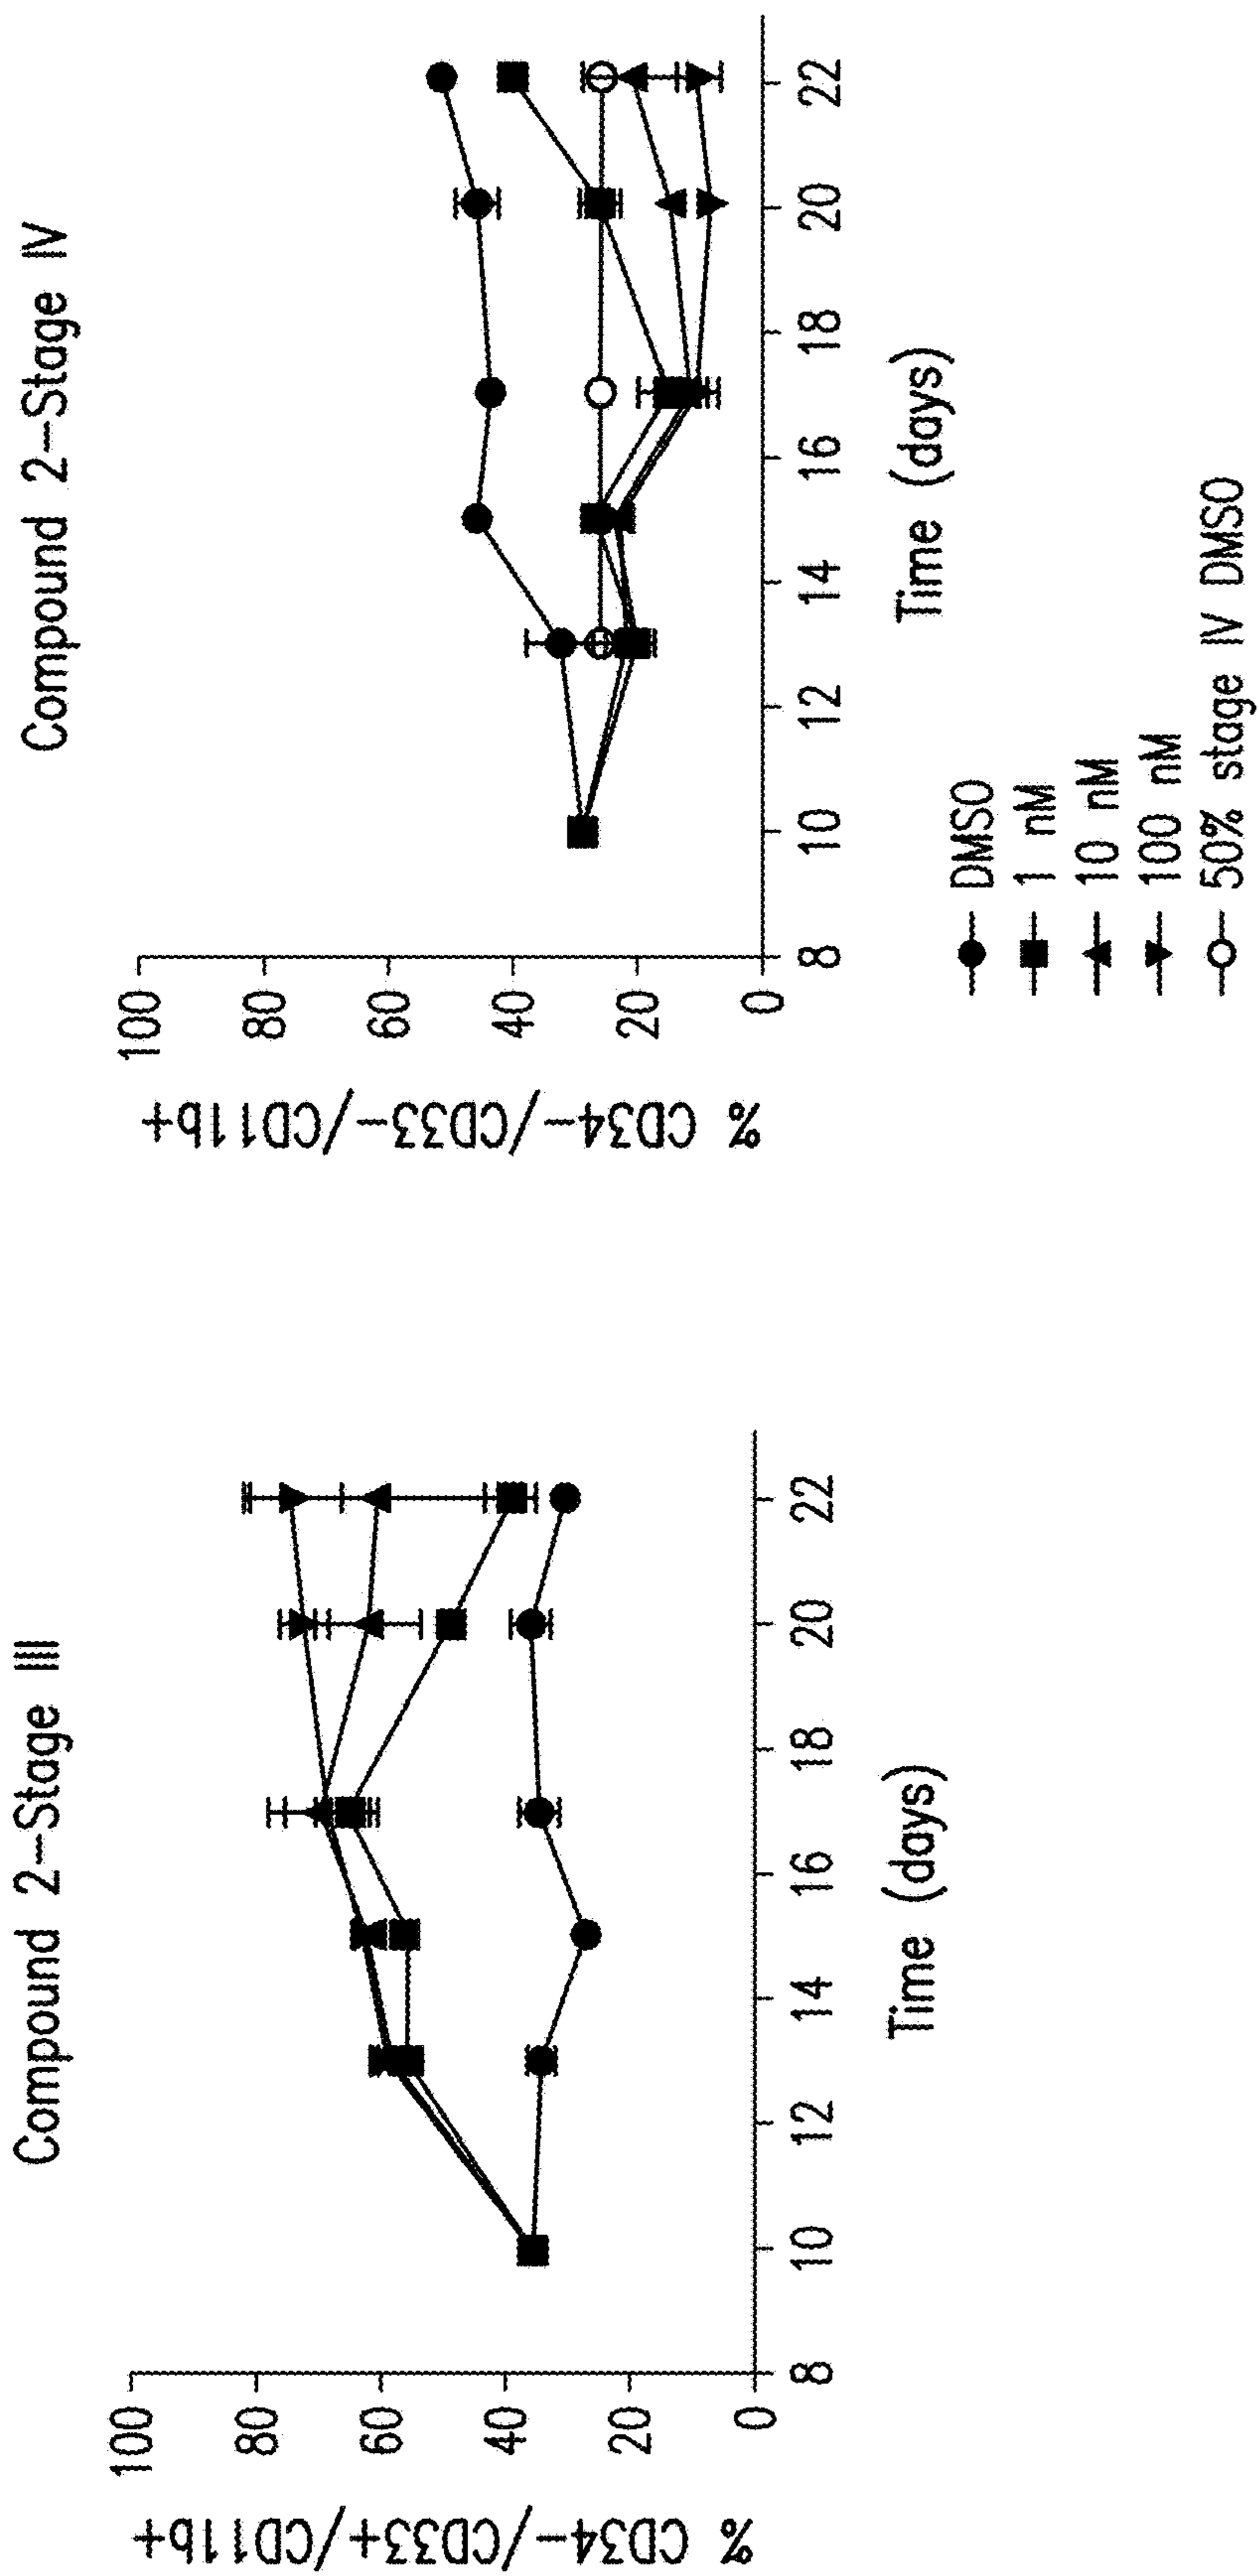 Compound 2-Stage III
% CD34-/CD33+/CD11b+
100
80
60
40
20
0
8 10 12 14 16 18 20 22
Time (days)
Compound 2-Stage IV
% CD34-/CD33-/CD11b+
100
80
60
40
20
0
8 10 12 14 16 18 20 22
Time (days)
DMSO
1 nM
10 nM
100 nM
50% stage IV DMSO